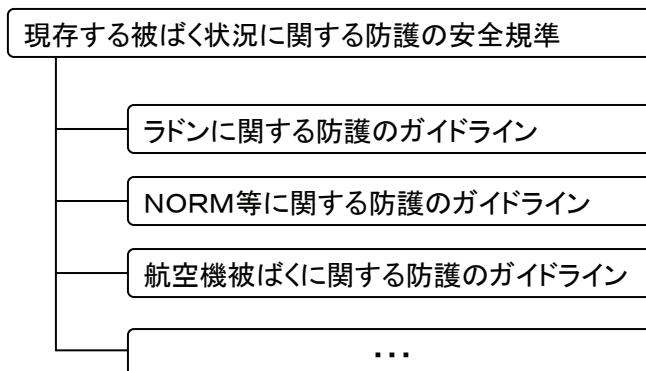 現存する被ばく状況に関する防護の安全規準
ラドンに関する防護のガイドライン
NORM等に関する防護のガイドライン
航空機被ばくに関する防護のガイドライン
…